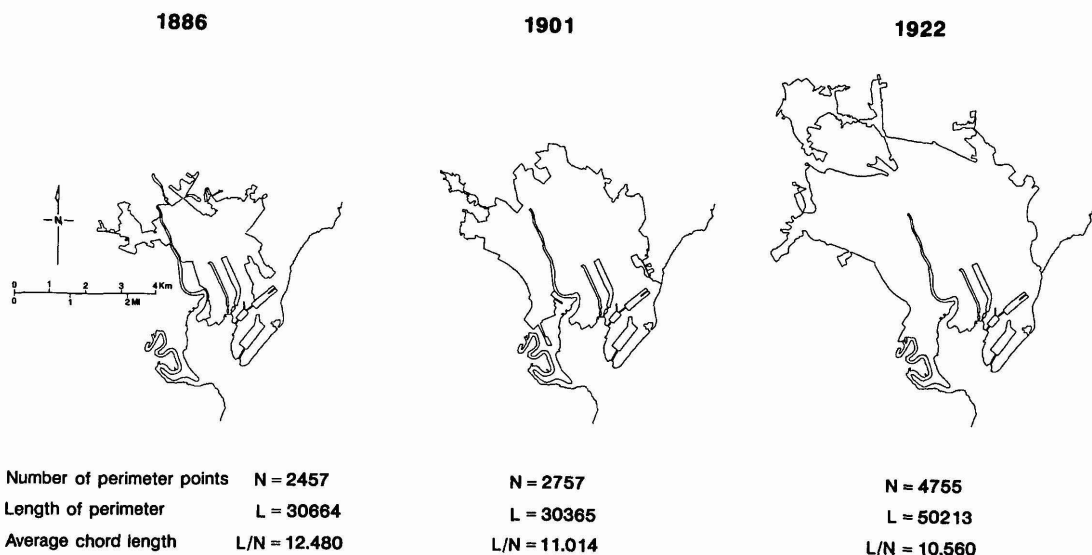 1886
1901
1922
N
0 1 2 3 4 Km
0 1 2 MI
Number of perimeter points N = 2457 N = 2757 N = 4755
Length of perimeter L = 30664 L = 30365 L = 50213
Average chord length L/N = 12.480 L/N = 11.014 L/N = 10.560